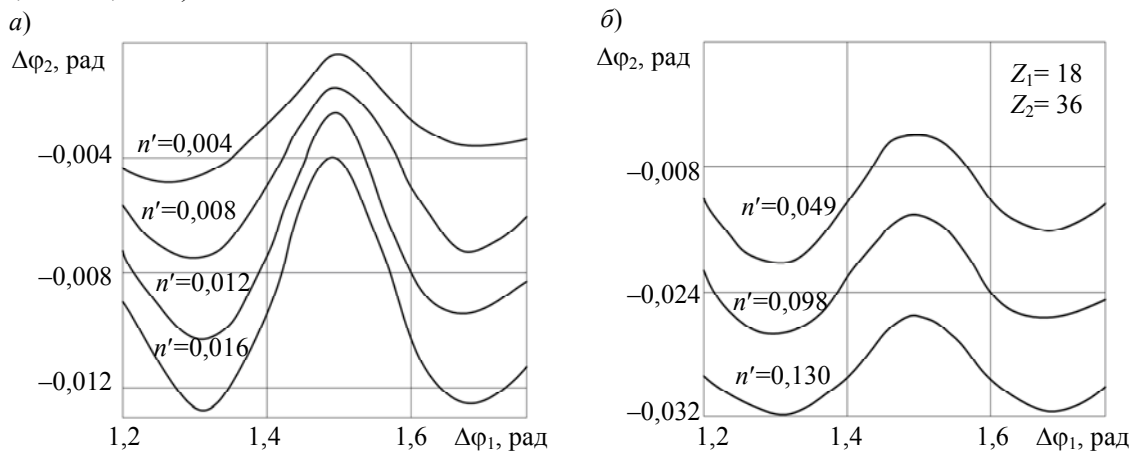 а)
Δφ₂, рад
n′=0,004
–0,004
n′=0,008
–0,008
n′=0,012
n′=0,016
–0,012
1,2
1,4
1,6
Δφ₁, рад
б)
Δφ₂, рад
Z₁= 18
Z₂= 36
–0,008
n′=0,049
–0,024
n′=0,098
n′=0,130
–0,032
1,2
1,4
1,6
Δφ₁, рад